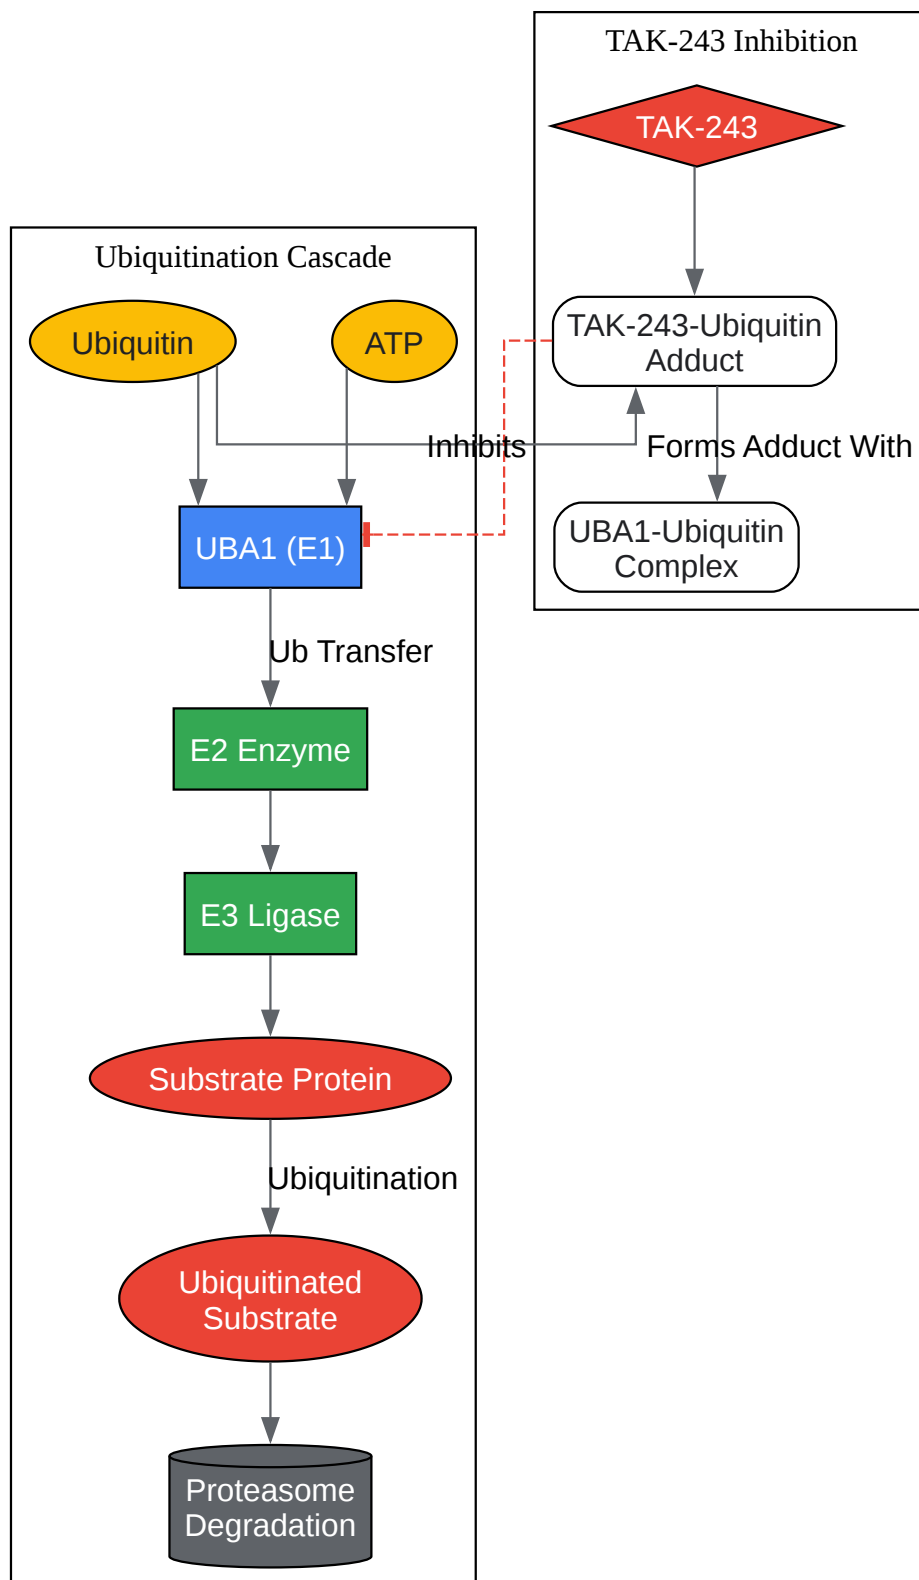 TAK-243 Inhibition
TAK-243
Ubiquitination Cascade
Ubiquitin
ATP
TAK-243-Ubiquitin
Adduct
Inhibits
Forms Adduct With
UBA1 (E1)
UBA1-Ubiquitin
Complex
Ub Transfer
E2 Enzyme
E3 Ligase
Substrate Protein
Ubiquitination
Ubiquitinated
Substrate
Proteasome
Degradation